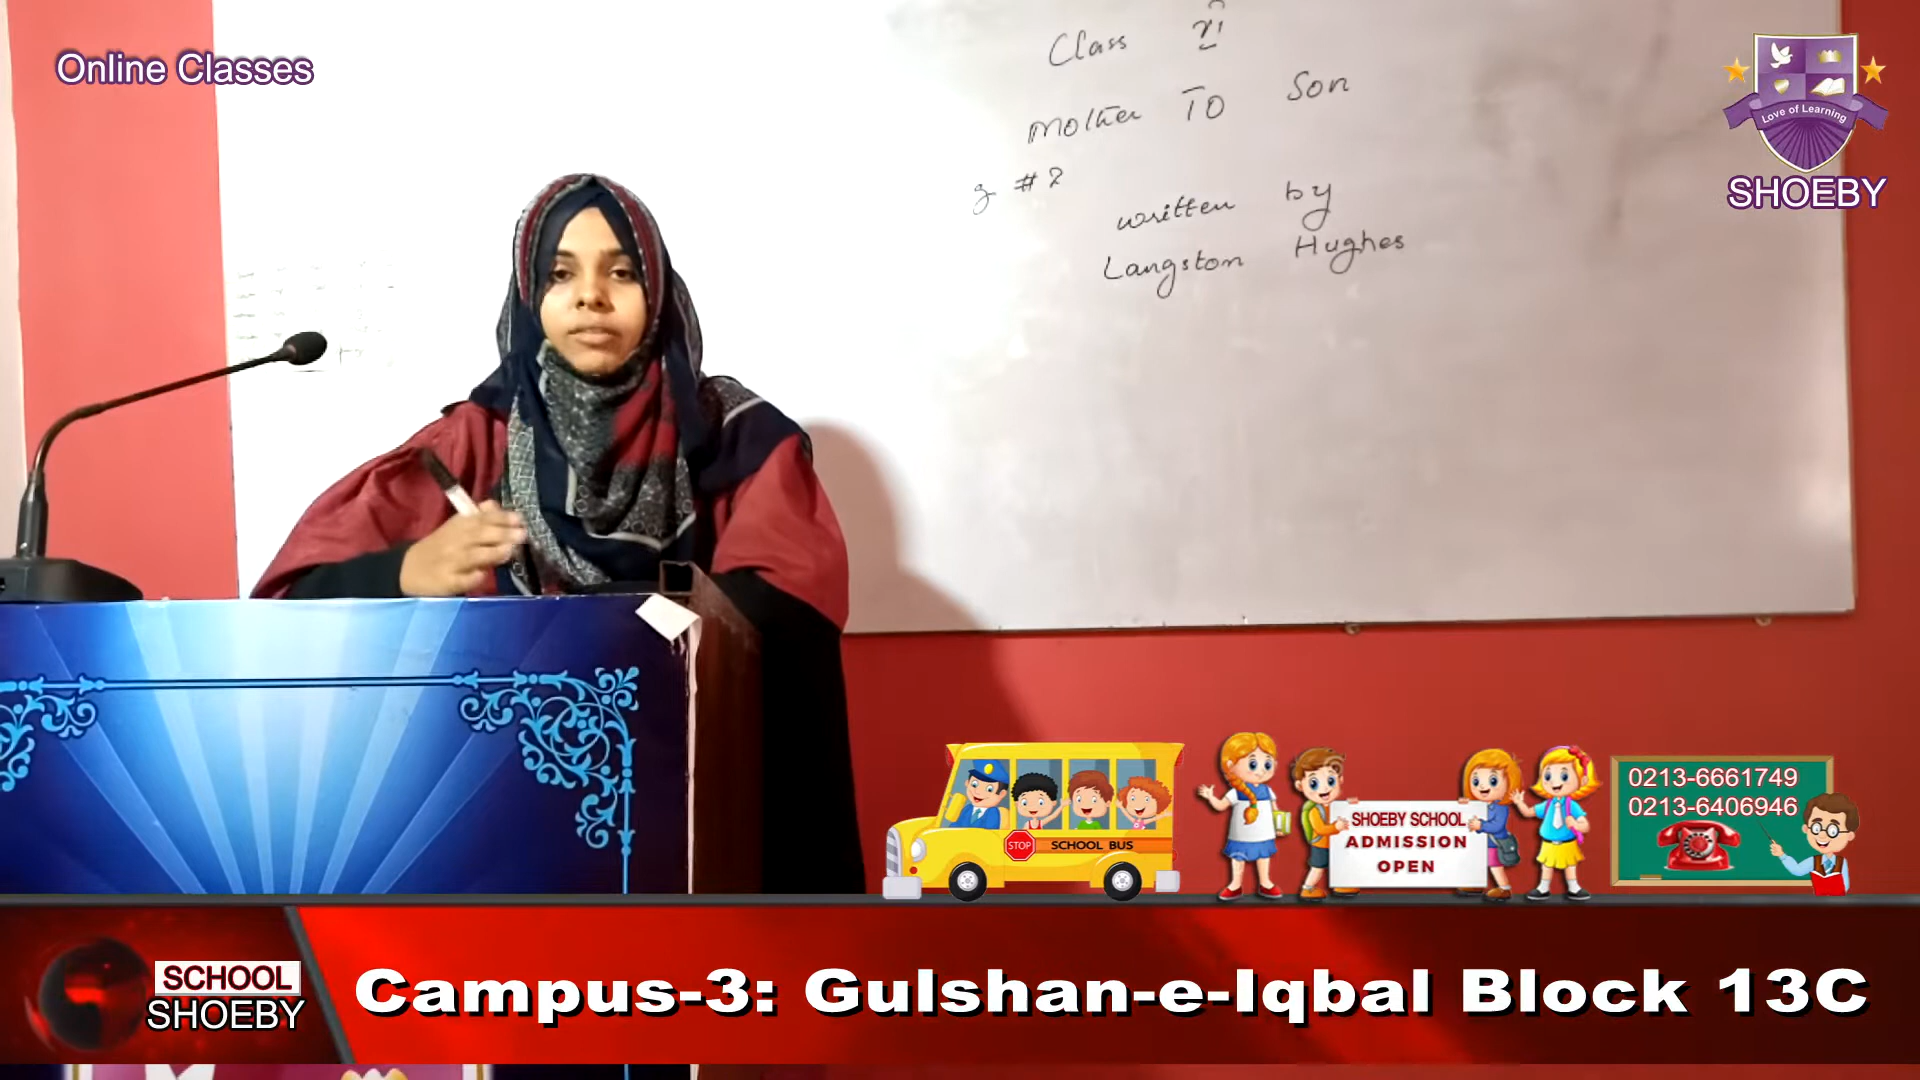 Online Classes
Class VI
Mother TO Son
written by
Langston Hughes
Love of Learning
SHOEBY
STOP
SCHOOL BUS
SHOEBY SCHOOL
ADMISSION
OPEN
0213-6661749
0213-6406946
SCHOOL
SHOEBY
Campus-3: Gulshan-e-Iqbal Block 13C